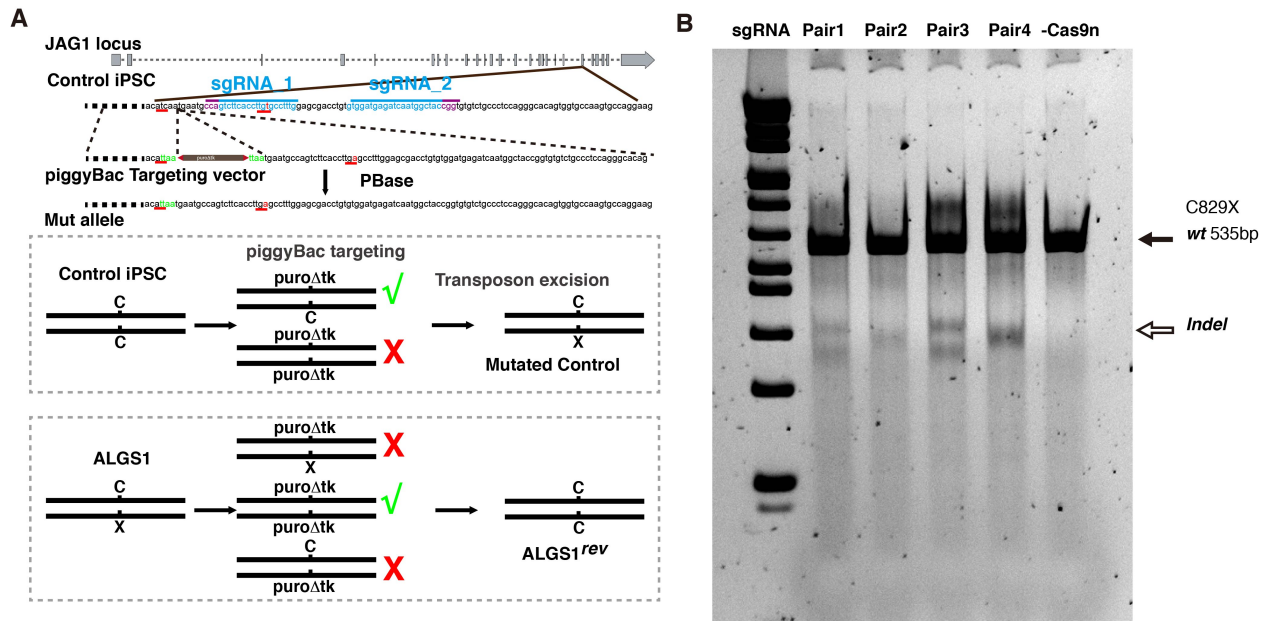 A
JAG1 locus
Control iPSC
sgRNA_1
sgRNA_2
acatcaatgaatgccagtcttcaccttgtgcctttggagcgacctgtgtggatgagatcaatggctaccggtgtgtctgccctccagggcacagtggtgccaagtgccaggaag
acattaa
puroΔtk
ttaatgaatgccagtcttcaccttgagcctttggagcgacctgtgtggatgagatcaatggctaccggtgtgtctgccctccagggcacag
piggyBac Targeting vector
PBase
acattaatgaatgccagtcttcaccttgagcctttggagcgacctgtgtggatgagatcaatggctaccggtgtgtctgccctccagggcacagtggtgccaagtgccaggaag
Mut allele
piggyBac targeting
Control iPSC
puroΔtk
√
Transposon excision
C
C
C
C
puroΔtk
X
X
puroΔtk
Mutated Control
puroΔtk
X
ALGS1
X
C
puroΔtk
√
C
X
puroΔtk
C
C
ALGS1rev
X
puroΔtk
B
sgRNA Pair1 Pair2 Pair3 Pair4 -Cas9n
C829X
wt 535bp
Indel